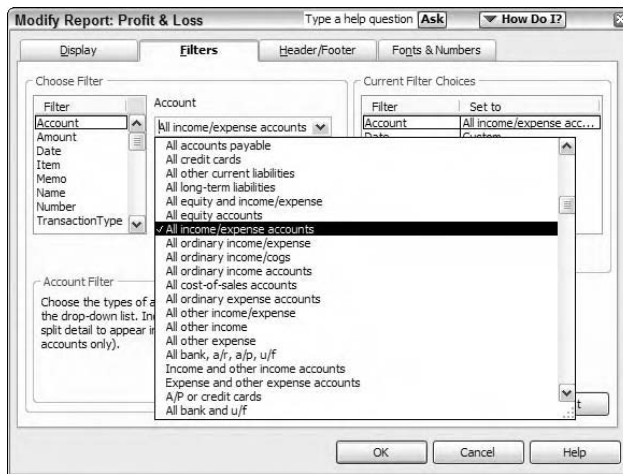 Modify Report: Profit & Loss
Type a help question Ask
How Do I?
Display
Filters
Header/Footer
Fonts & Numbers
Choose Filter
Filter
Account
Amount
Date
Item
Memo
Name
Number
TransactionType
Account
All income/expense accounts
All accounts payable
All credit cards
All other current liabilities
All long-term liabilities
All equity and income/expense
All equity accounts
All income/expense accounts
All ordinary income/expense
All ordinary income/cogs
All ordinary income accounts
All cost-of-sales accounts
All ordinary expense accounts
All other income/expense
All other income
All other expense
All bank, a/r, a/p, u/f
Income and other income accounts
Expense and other expense accounts
A/P or credit cards
All bank and u/f
Current Filter Choices
Filter Set to
Account All income/expense acc...
Account Filter
Choose the types of a
the drop-down list. In
split detail to appear i
accounts only).
t
OK
Cancel
Help